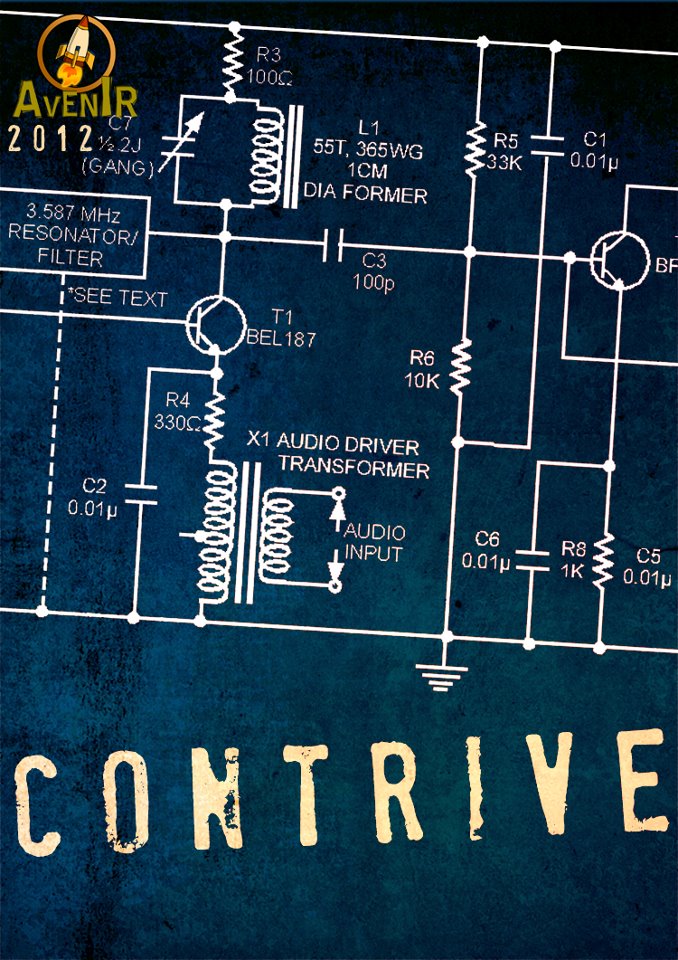 AvenIr
2012
R3
100Ω
C7
½ 2J
(GANG)
L1
55T, 365WG
1CM
DIA FORMER
R5
33K
C1
0.01µ
3.587 MHz
RESONATOR/
FILTER
*SEE TEXT
C3
100p
BF
T1
BEL187
R6
10K
R4
330Ω
X1 AUDIO DRIVER
TRANSFORMER
C2
0.01µ
AUDIO
INPUT
C6
0.01µ
R8
1K
C5
0.01µ
CONTRIVE